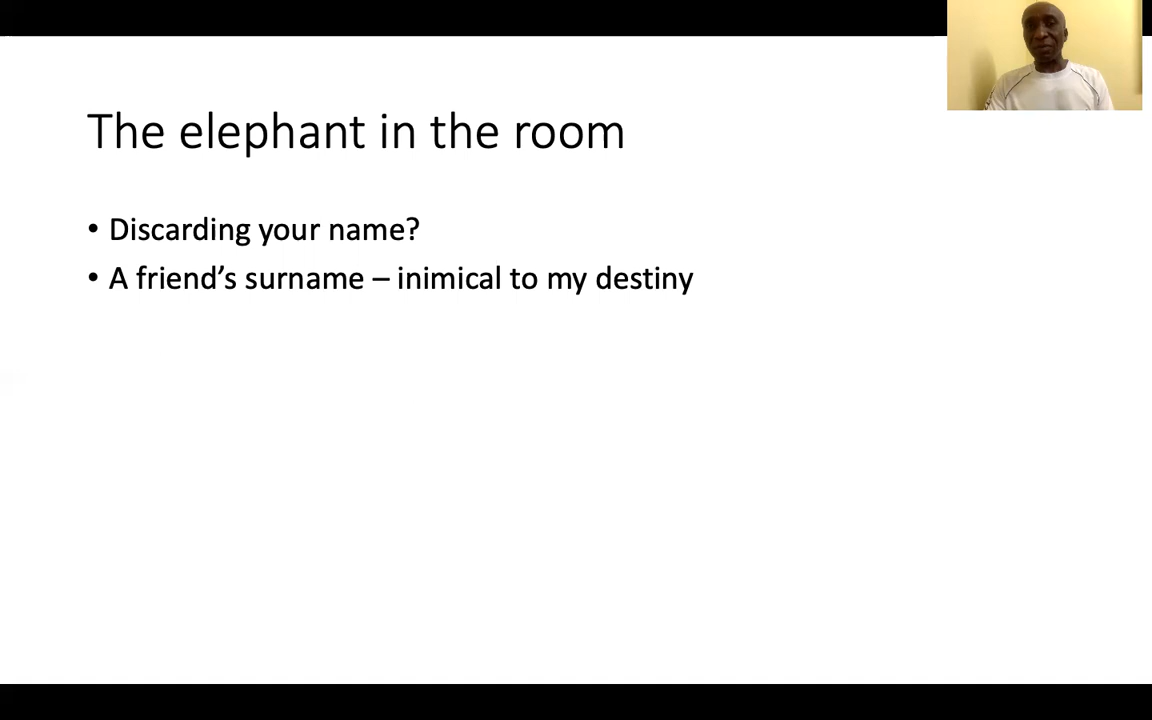 The elephant in the room
• Discarding your name?
• A friend’s surname – inimical to my destiny